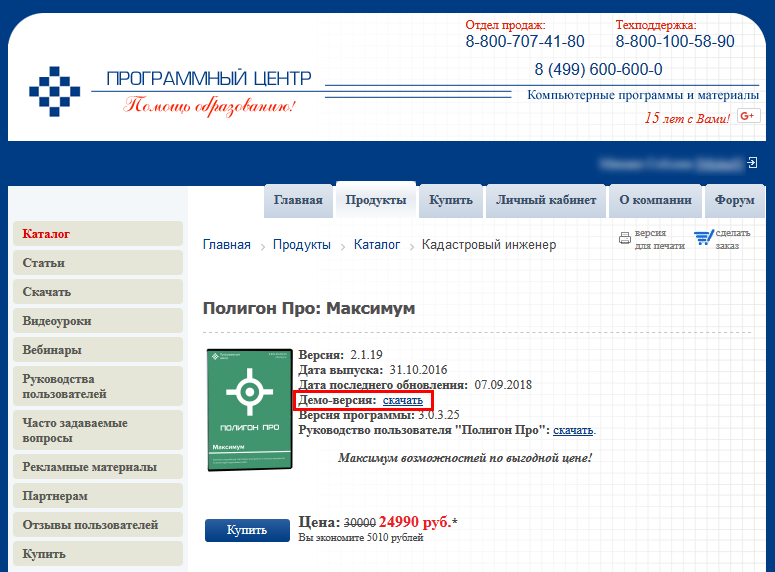 Отдел продаж: Техподдержка:
8-800-707-41-80 8-800-100-58-90
8 (499) 600-600-0
ПРОГРАММНЫЙ ЦЕНТР
Помощь образованию!
Компьютерные программы и материалы
15 лет с Вами! G+
Главная Продукты Купить Личный кабинет О компании Форум
Каталог
Статьи
Скачать
Видеоуроки
Вебинары
Руководства
пользователей
Часто задаваемые
вопросы
Рекламные материалы
Партнерам
Отзывы пользователей
Купить
Главная > Продукты > Каталог > Кадастровый инженер
версия
для печати
сделать
заказ
Полигон Про: Максимум
ПОЛИГОН ПРО
Максимум
Версия: 2.1.19
Дата выпуска: 31.10.2016
Дата последнего обновления: 07.09.2018
Демо-версия: скачать
Версия программы: 3.0.3.25
Руководство пользователя "Полигон Про": скачать.
Максимум возможностей по выгодной цене!
Купить
Цена: 30000 24990 руб.*
Вы экономите 5010 рублей